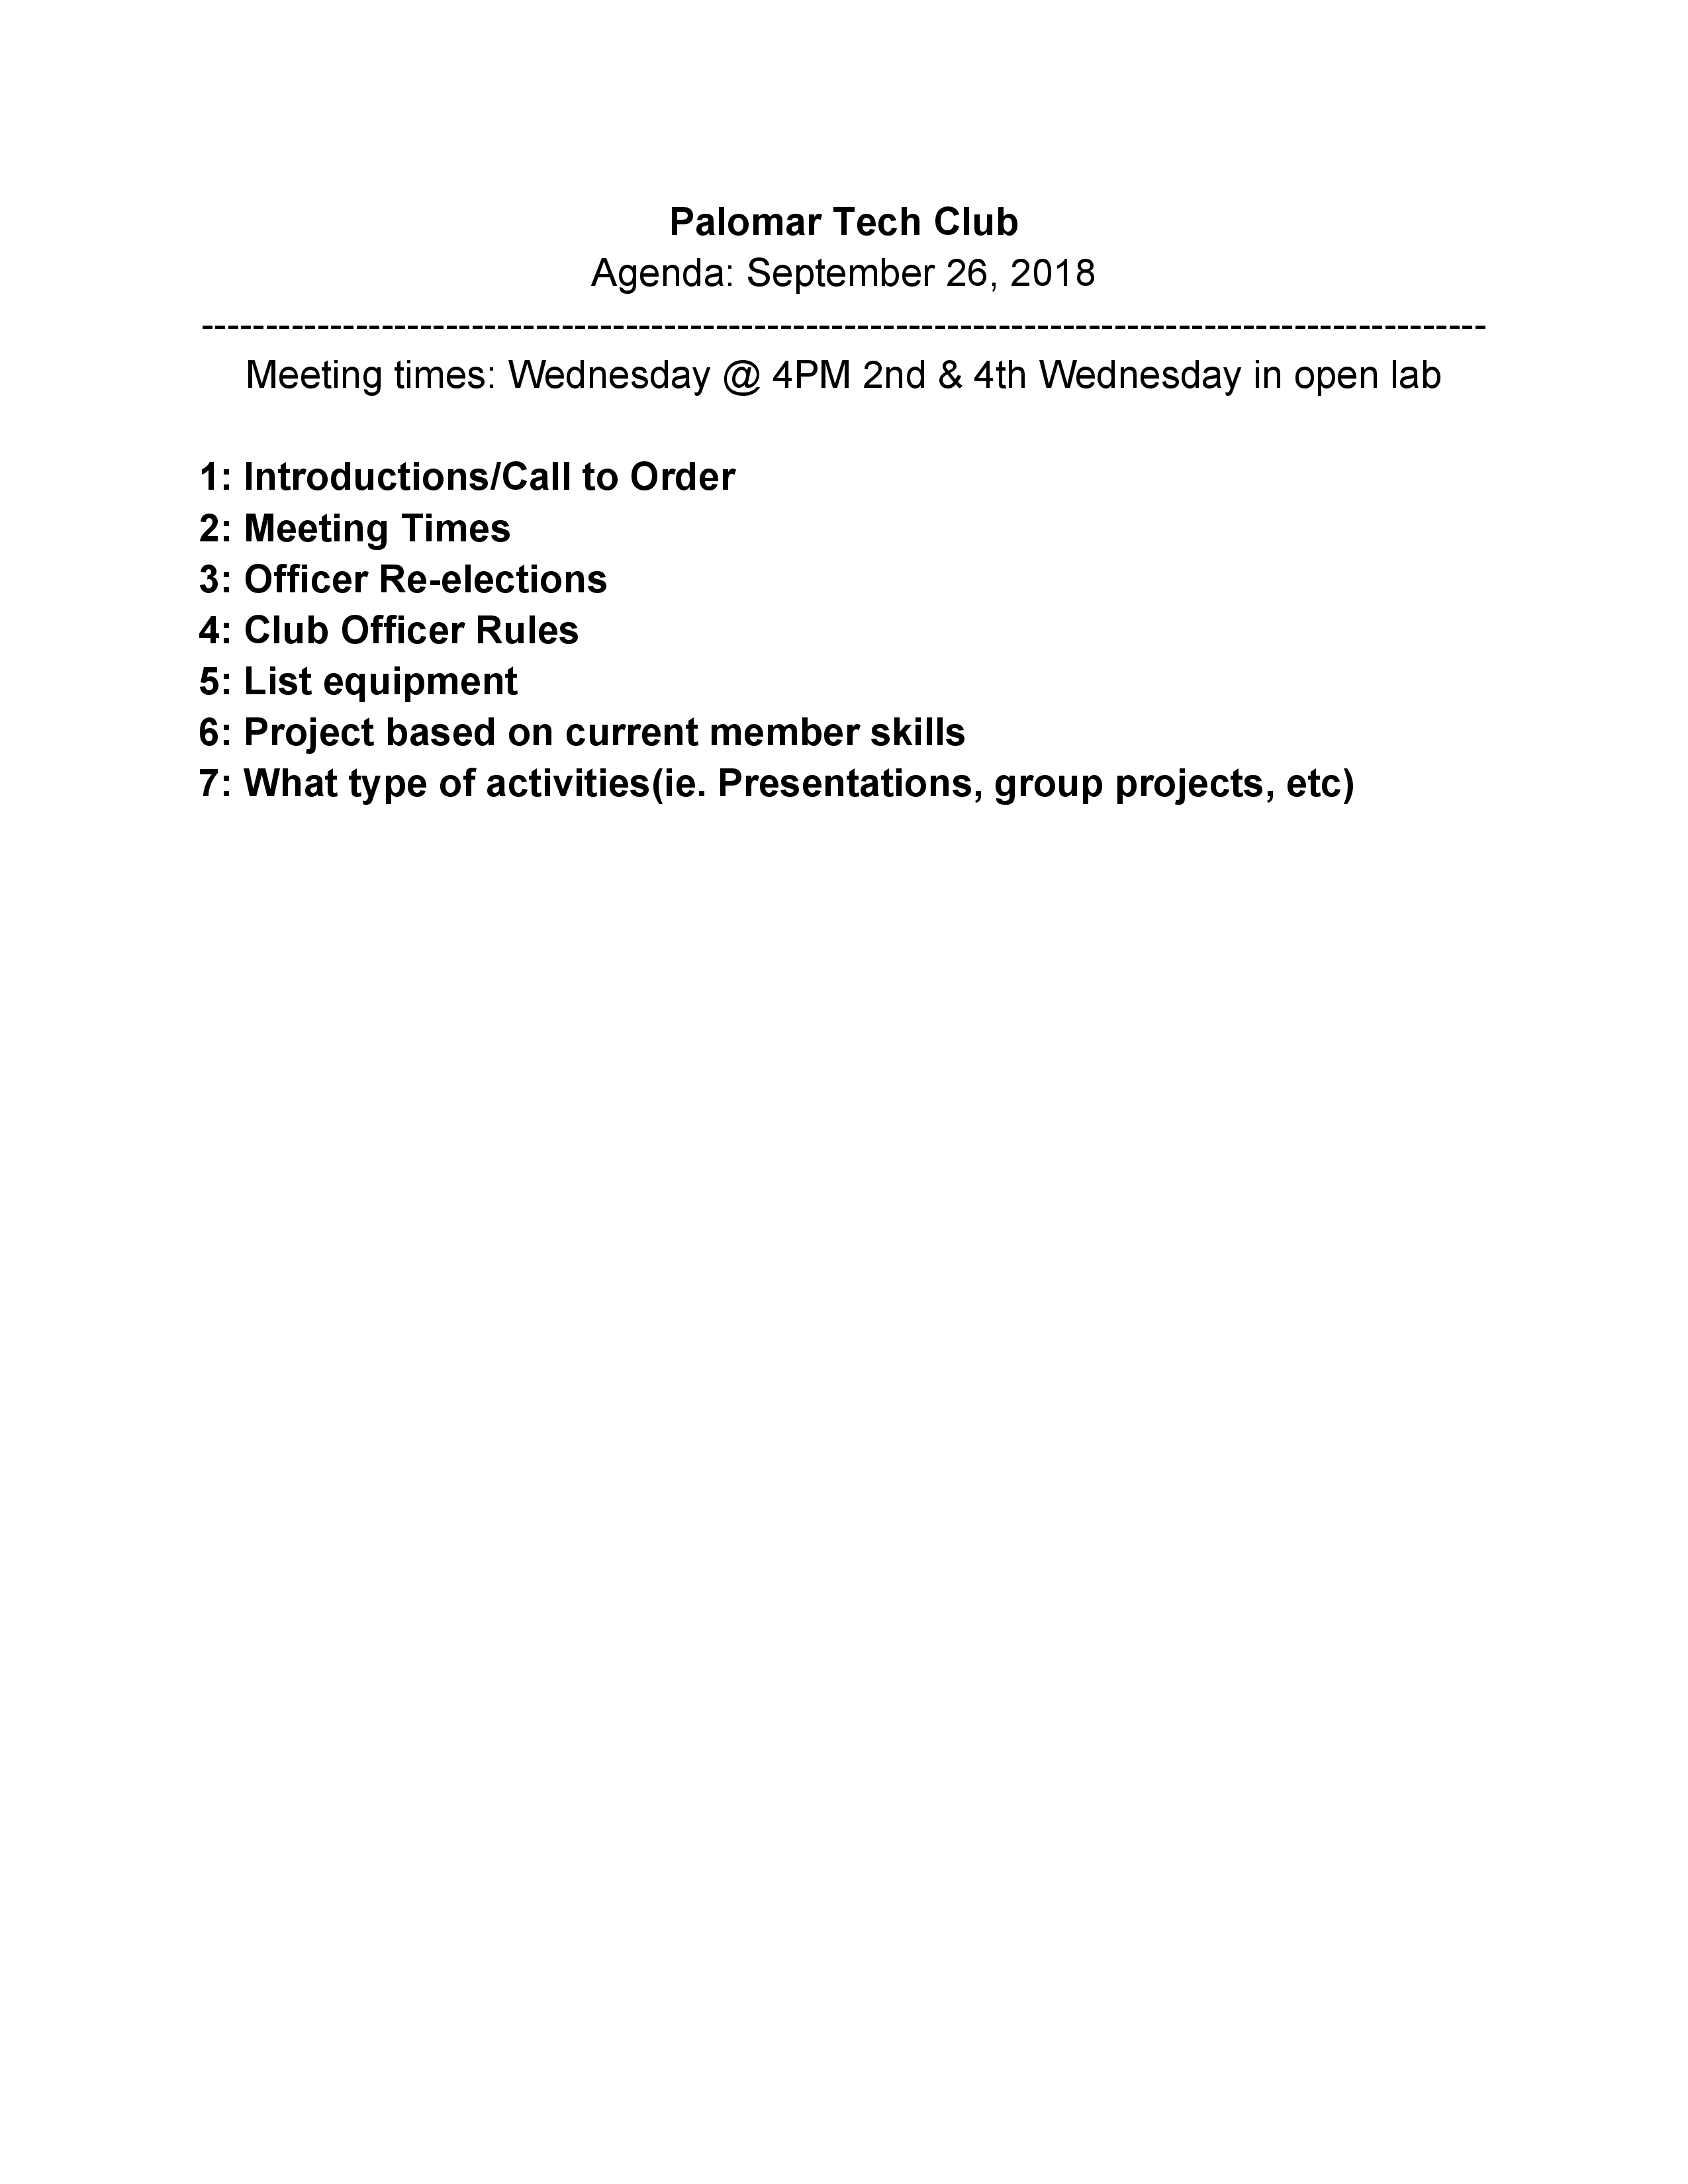 Palomar Tech Club
Agenda: September 26, 2018
----------------------------------------------------------------------------------------------------
Meeting times: Wednesday @ 4PM 2nd & 4th Wednesday in open lab
1: Introductions/Call to Order
2: Meeting Times
3: Officer Re-elections
4: Club Officer Rules
5: List equipment
6: Project based on current member skills
7: What type of activities(ie. Presentations, group projects, etc)